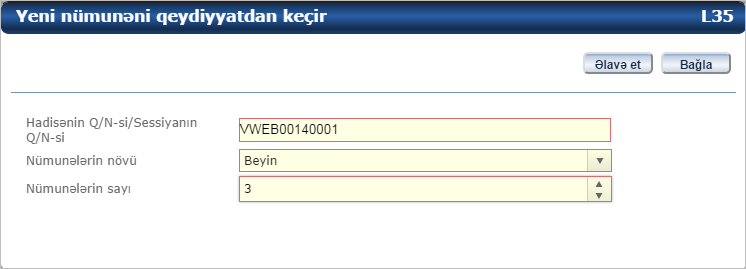 Yeni nümunəni qeydiyyatdan keçir L35
Əlavə et Bağla
Hadisənin Q/N-si/Sessiyanın
Q/N-si
VWEB00140001
Nümunələrin növü Beyin
Nümunələrin sayı 3